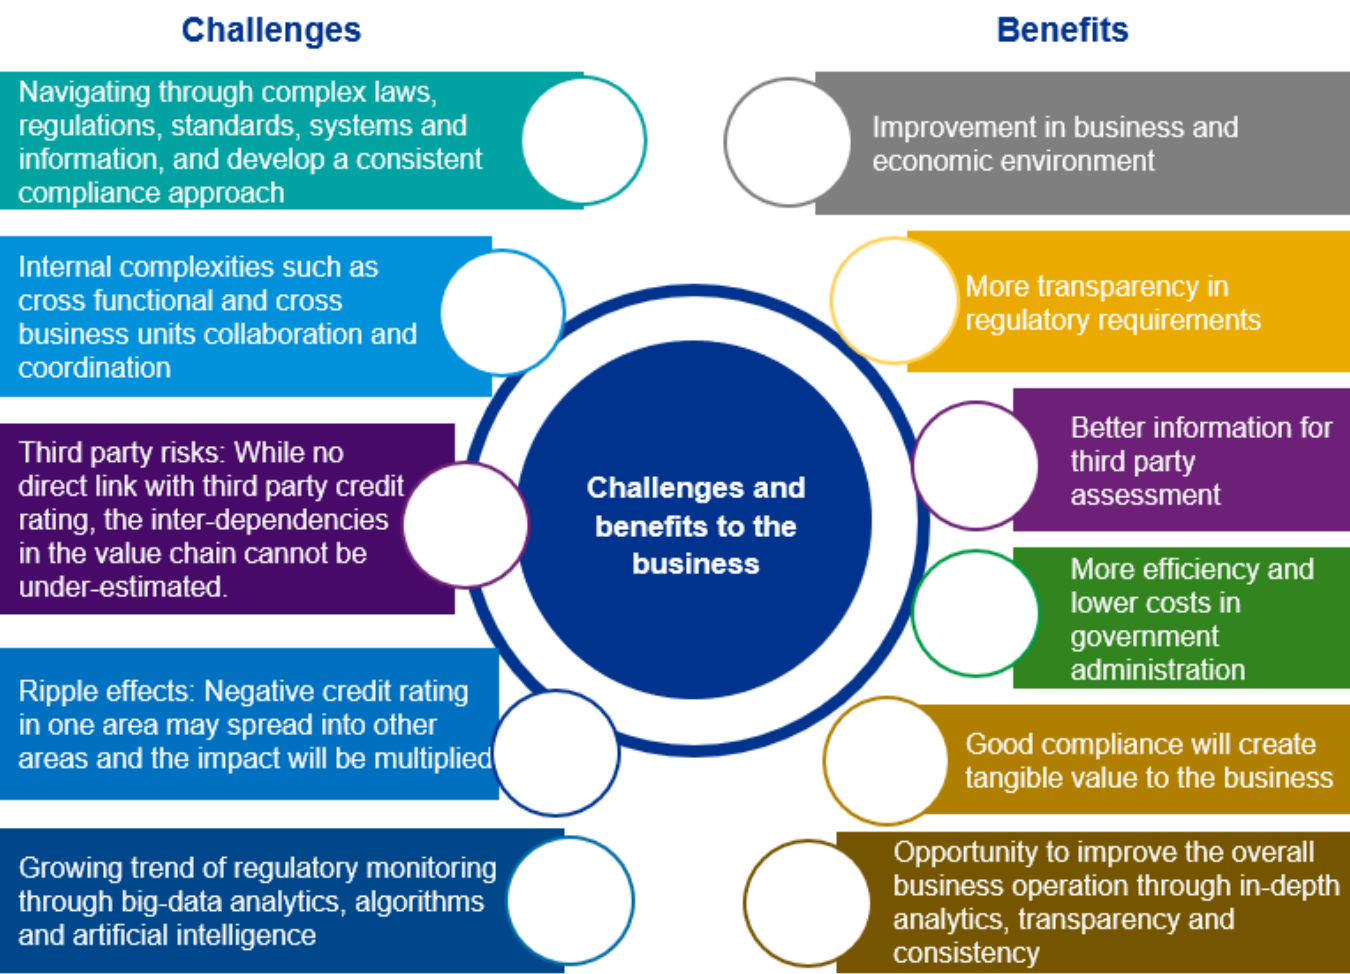 Challenges
Navigating through complex laws,
regulations, standards, systems and
information, and develop a consistent
compliance approach
Internal complexities such as
cross functional and cross
business units collaboration and
coordination
Third party risks: While no
direct link with third party credit
rating, the inter-dependencies
in the value chain cannot be
under-estimated.
Ripple effects: Negative credit rating
in one area may spread into other
areas and the impact will be multiplied
Growing trend of regulatory monitoring
through big-data analytics, algorithms
and artificial intelligence
Challenges and
benefits to the
business
Benefits
Improvement in business and
economic environment
More transparency in
regulatory requirements
Better information for
third party
assessment
More efficiency and
lower costs in
government
administration
Good compliance will create
tangible value to the business
Opportunity to improve the overall
business operation through in-depth
analytics, transparency and
consistency